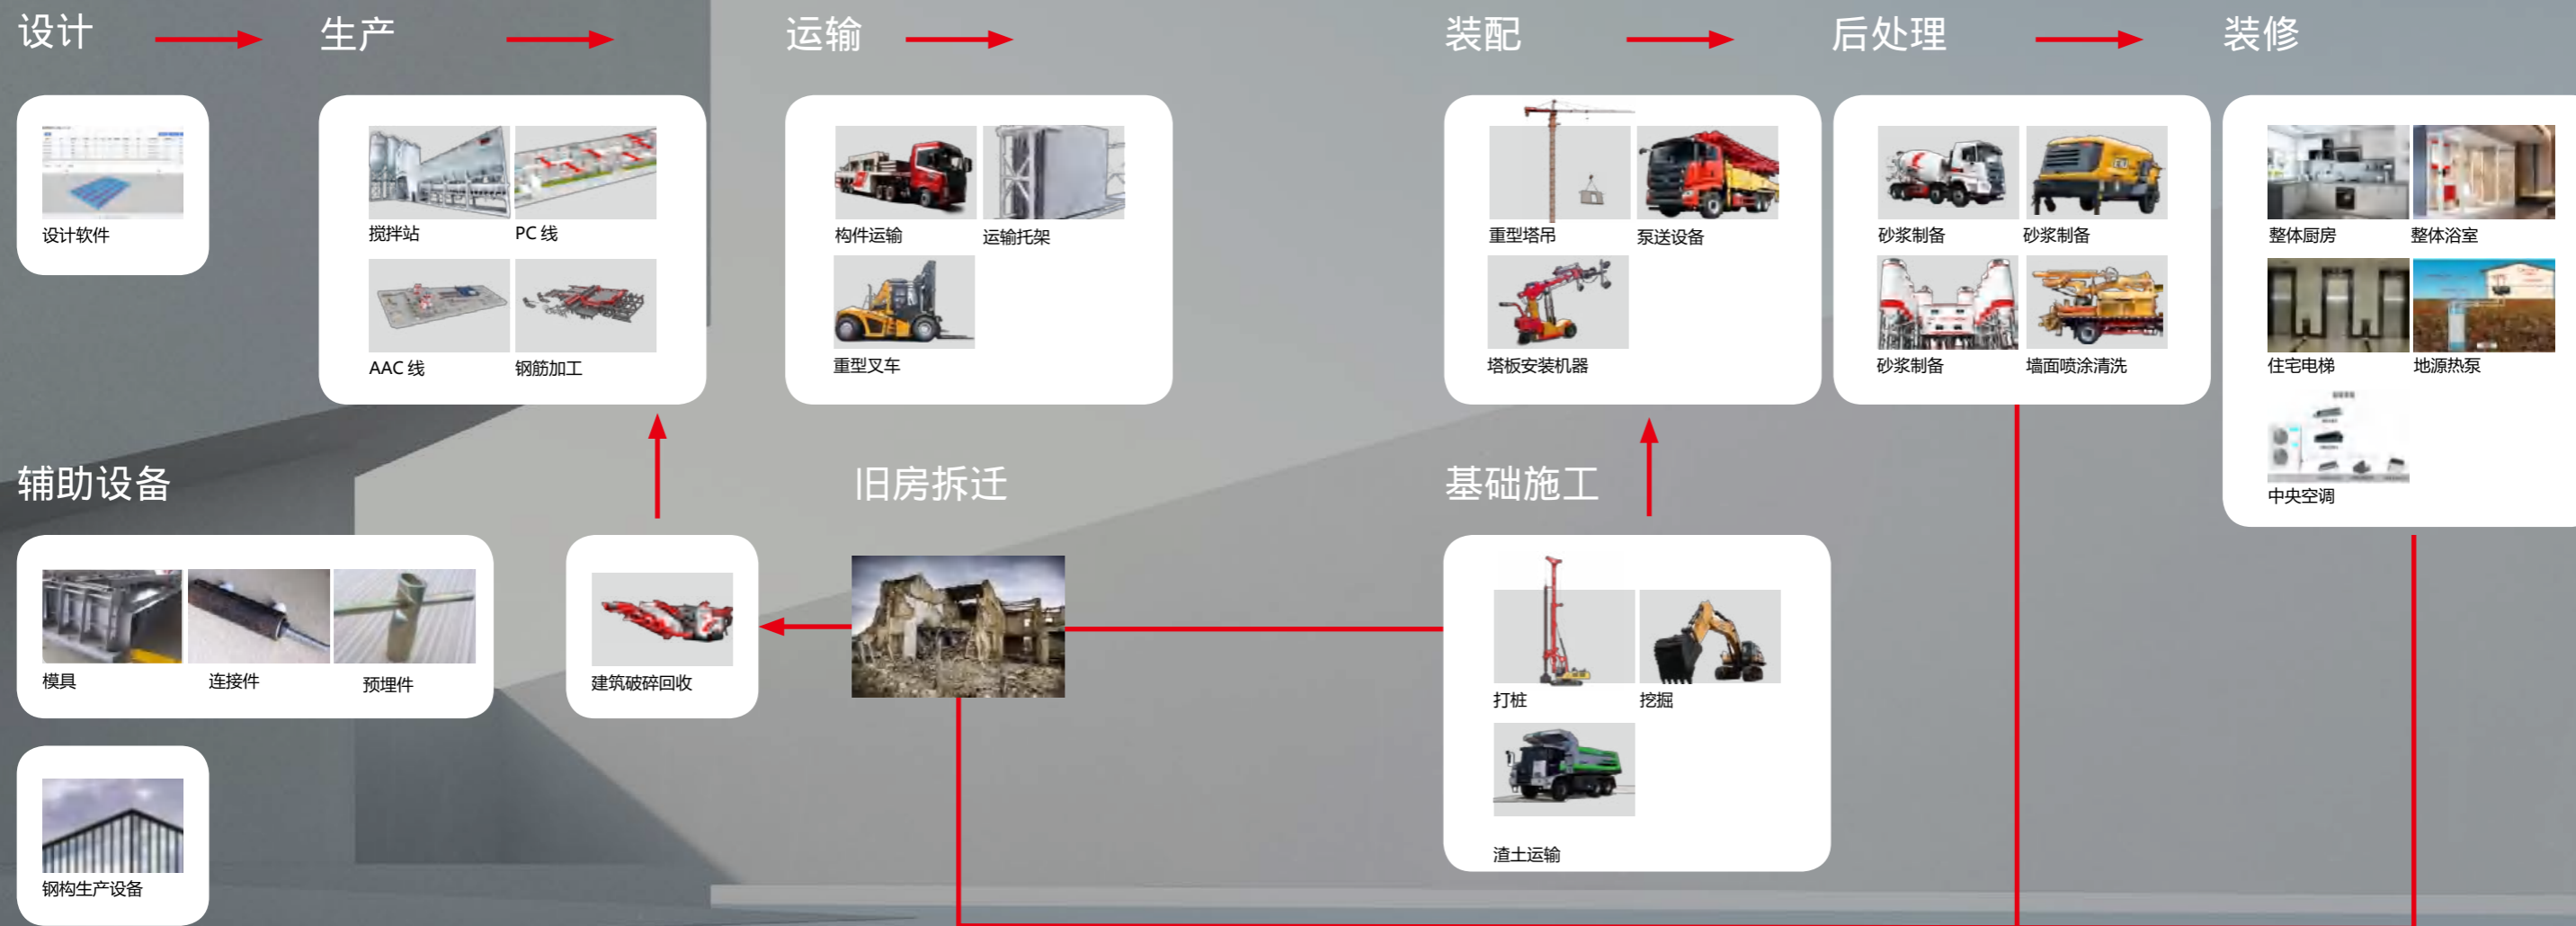 设计
生产
运输
装配
后处理
装修
设计软件
搅拌站
PC 线
AAC 线
钢筋加工
构件运输
运输托架
重型叉车
重型塔吊
泵送设备
塔板安装机器
砂浆制备
砂浆制备
砂浆制备
墙面喷涂清洗
整体厨房
整体浴室
住宅电梯
地源热泵
中央空调
辅助设备
旧房拆迁
基础施工
模具
连接件
预埋件
建筑破碎回收
打桩
挖掘
渣土运输
钢构生产设备